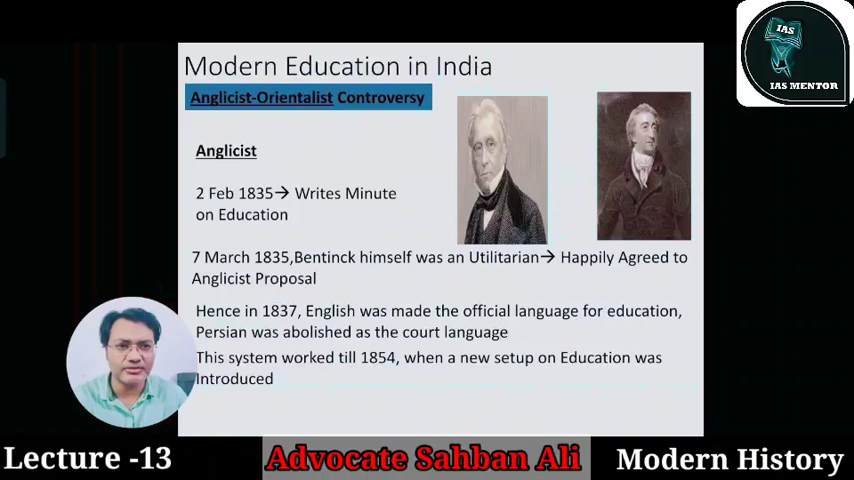 IAS
IAS MENTOR
Modern Education in India
Anglicist-Orientalist Controversy
Anglicist
2 Feb 1835→ Writes Minute
on Education
7 March 1835,Bentinck himself was an Utilitarian→ Happily Agreed to
Anglicist Proposal
Hence in 1837, English was made the official language for education,
Persian was abolished as the court language
This system worked till 1854, when a new setup on Education was
Introduced
Lecture -13
Advocate Sahban Ali
Modern History